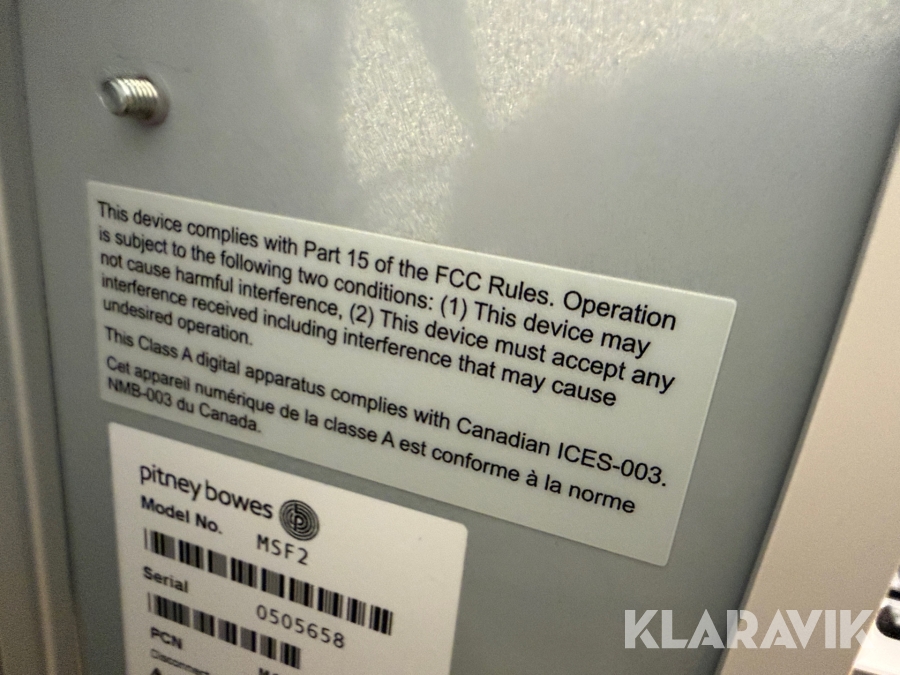 This device complies with Part 15 of the FCC Rules. Operation
is subject to the following two conditions: (1) This device may
not cause harmful interference, (2) This device must accept any
interference received including interference that may cause
undesired operation.
This Class A digital apparatus complies with Canadian ICES-003.
Cet appareil numérique de la classe A est conforme à la norme
NMB-003 du Canada.
pitney bowes
Model No.
MSF2
Serial
0505658
PCN
KLARAVIK